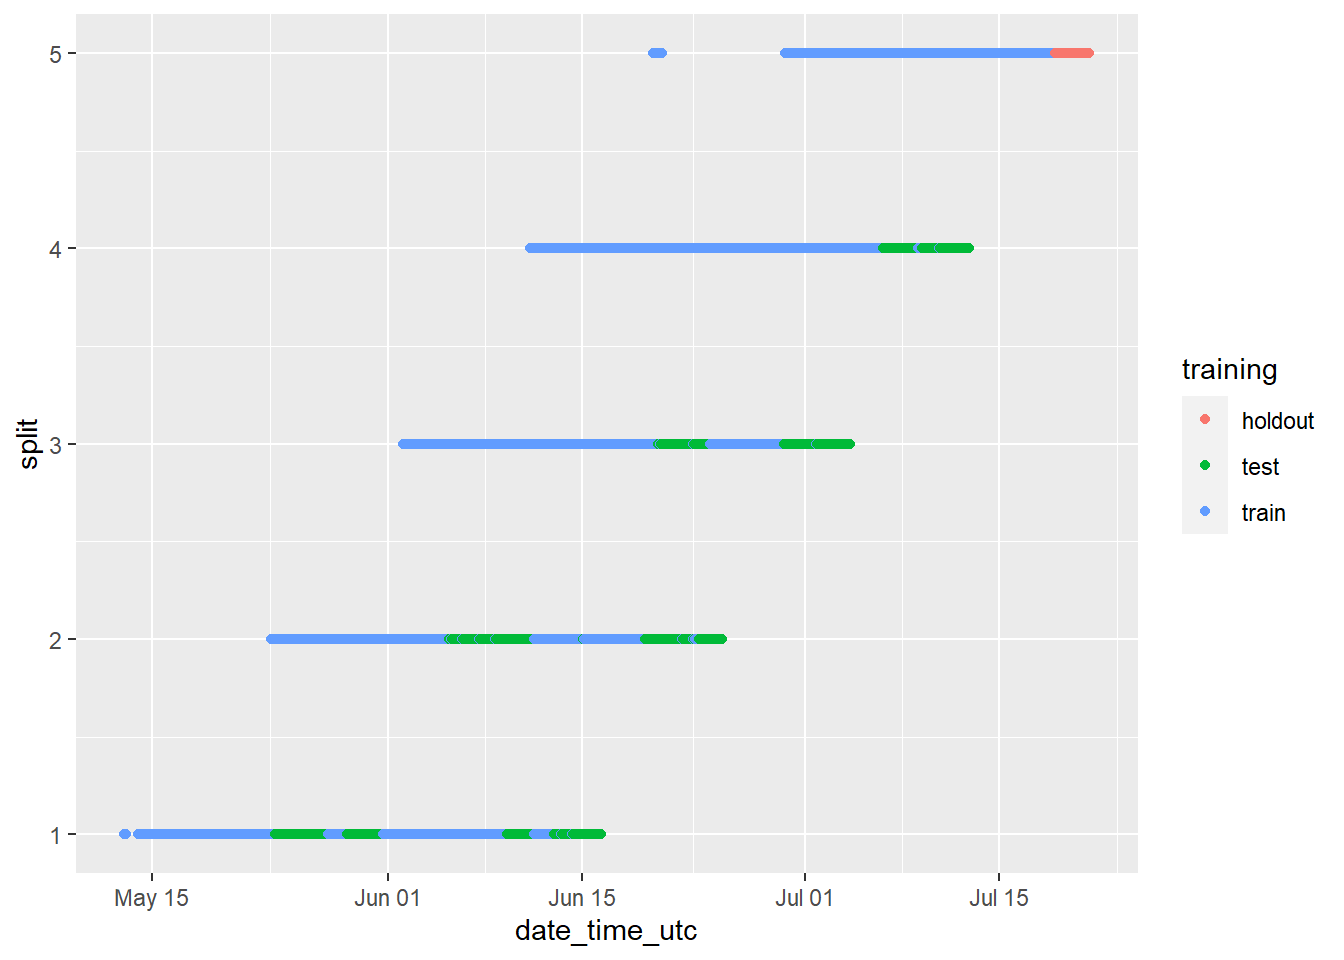 5
4
3
2
1
split
May 15
Jun 01
Jun 15
Jul 01
Jul 15
date_time_utc
training
holdout
test
train